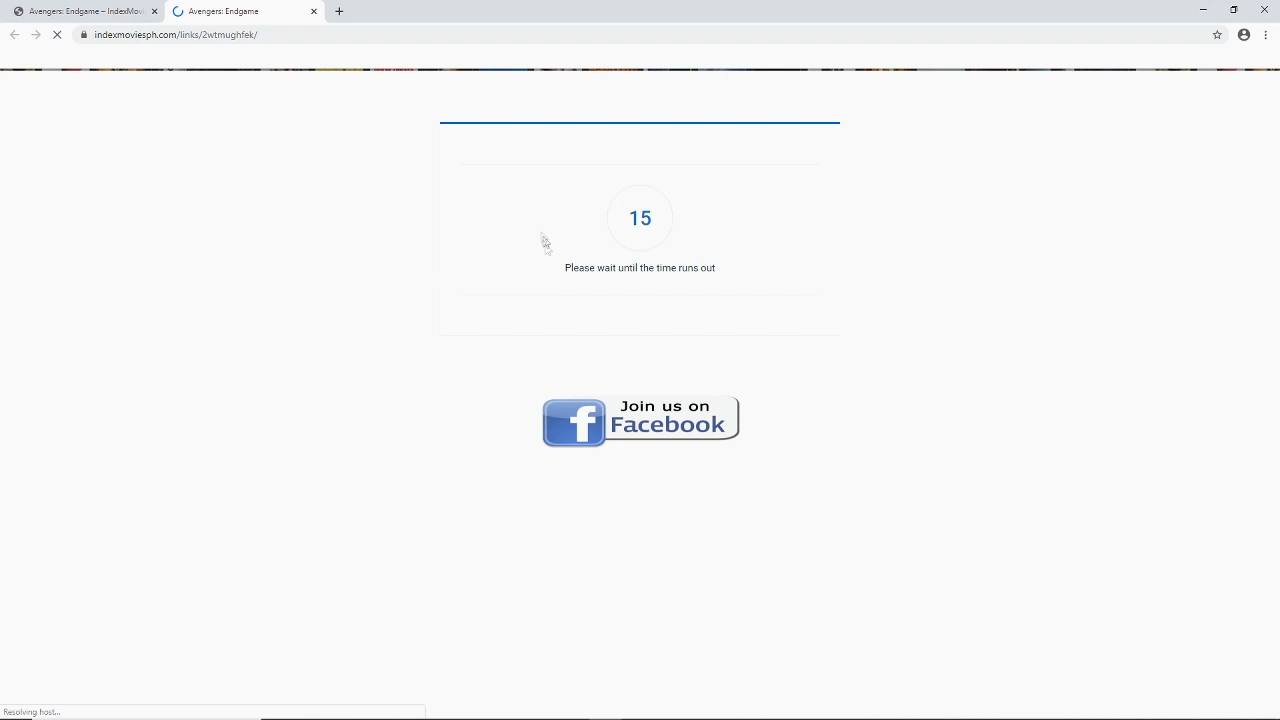 Avengers: Endgame – IndexMovi
Avengers: Endgame
indexmoviesph.com/links/2wtmughfek/
15
Please wait until the time runs out
f Join us on
Facebook
Resolving host...